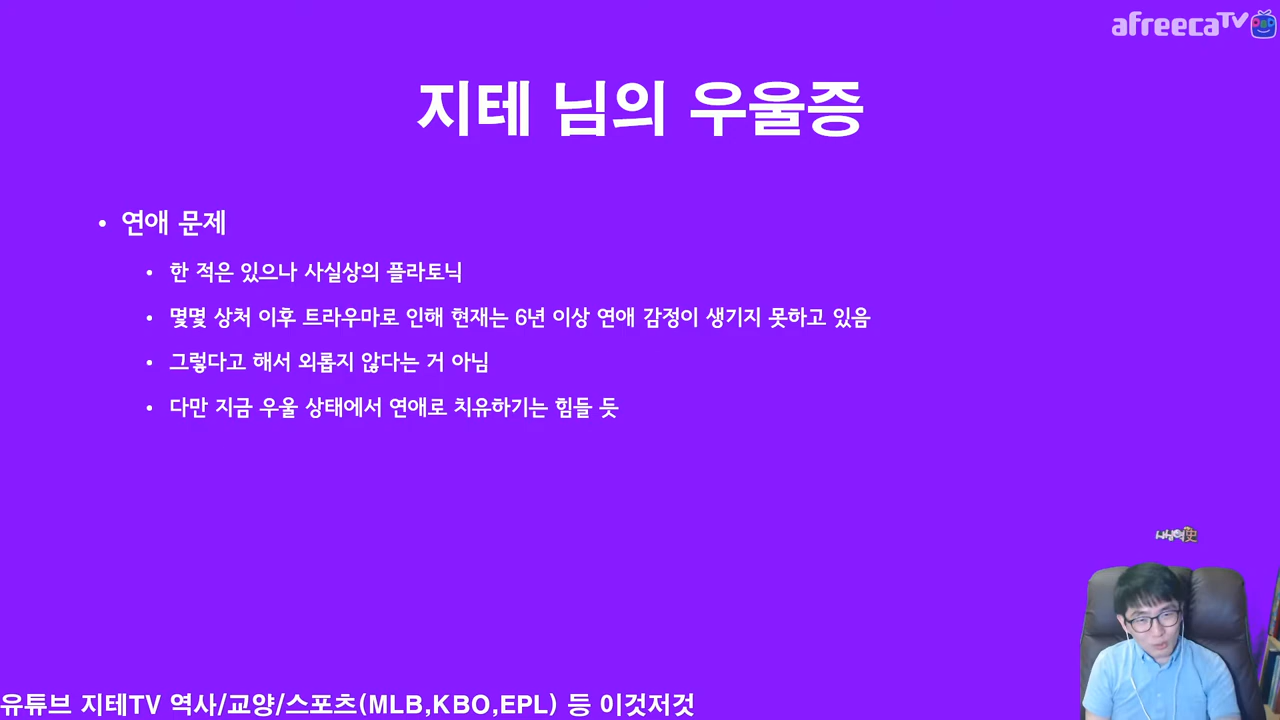 afreecaTV
지테 님의 우울증
• 연애 문제
• 한 적은 있으나 사실상의 플라토닉
• 몇몇 상처 이후 트라우마로 인해 현재는 6년 이상 연애 감정이 생기지 못하고 있음
• 그렇다고 해서 외롭지 않다는 거 아님
• 다만 지금 우울 상태에서 연애로 치유하기는 힘들 듯
유튜브 지테TV 역사/교양/스포츠(MLB,KBO,EPL) 등 이것저것